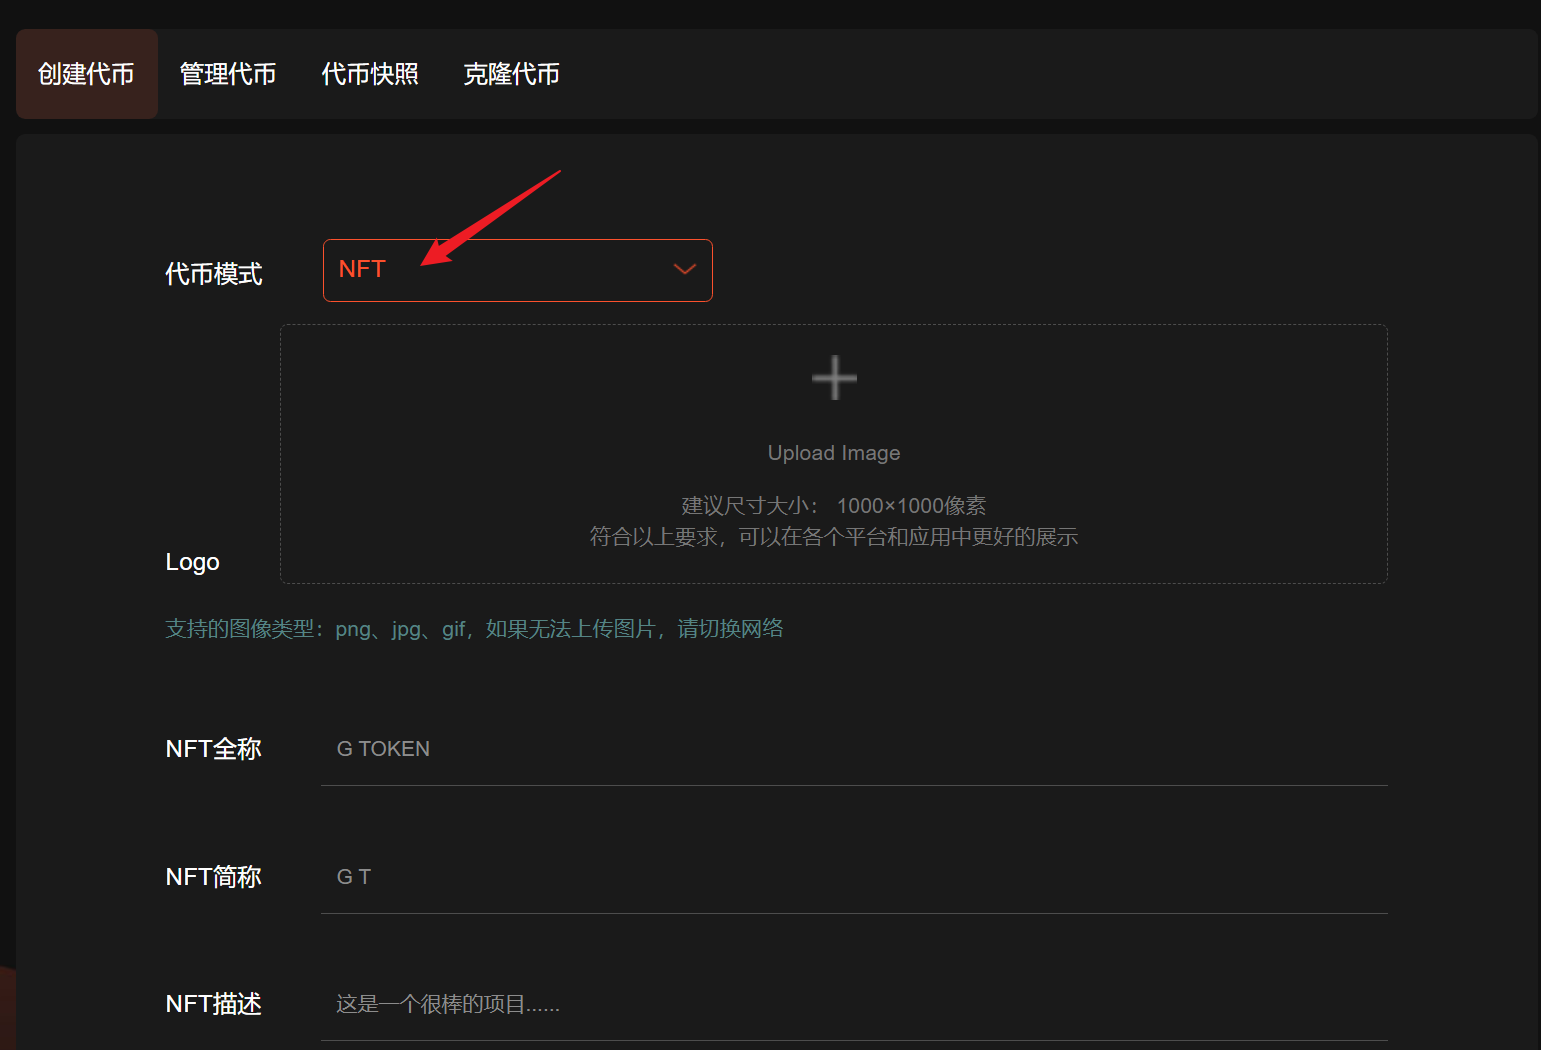 创建代币 管理代币 代币快照 克隆代币
代币模式 NFT
Upload Image
建议尺寸大小： 1000×1000像素
符合以上要求，可以在各个平台和应用中更好的展示
Logo
支持的图像类型：png、jpg、gif，如果无法上传图片，请切换网络
NFT全称 G TOKEN
NFT简称 G T
NFT描述 这是一个很棒的项目......